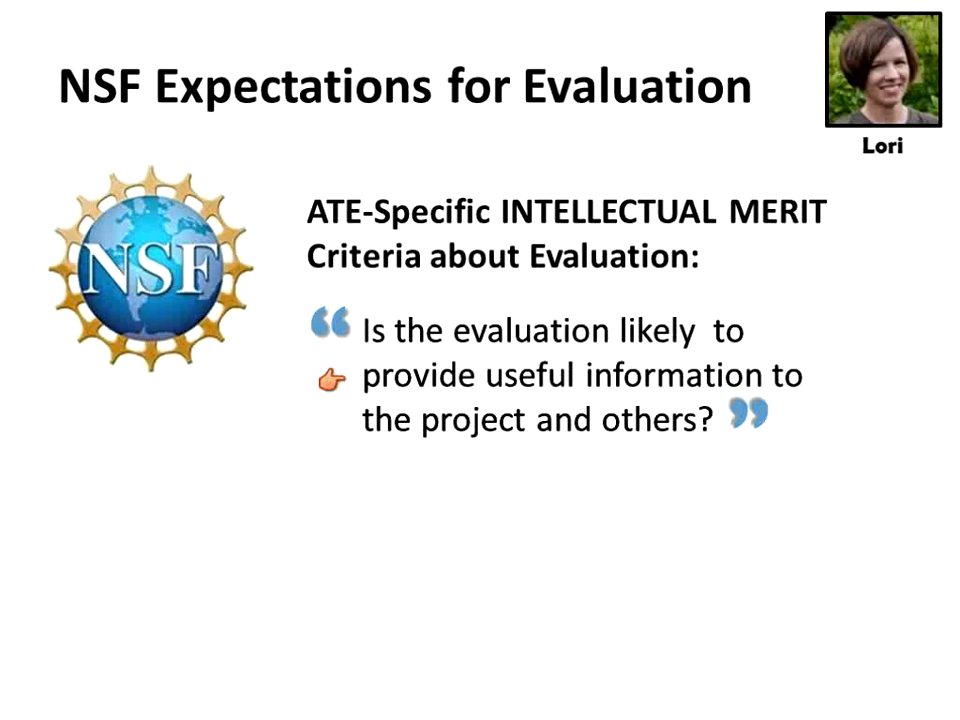 NSF Expectations for Evaluation
Lori
NSF
ATE-Specific INTELLECTUAL MERIT
Criteria about Evaluation:
“ Is the evaluation likely to
provide useful information to
the project and others? ”